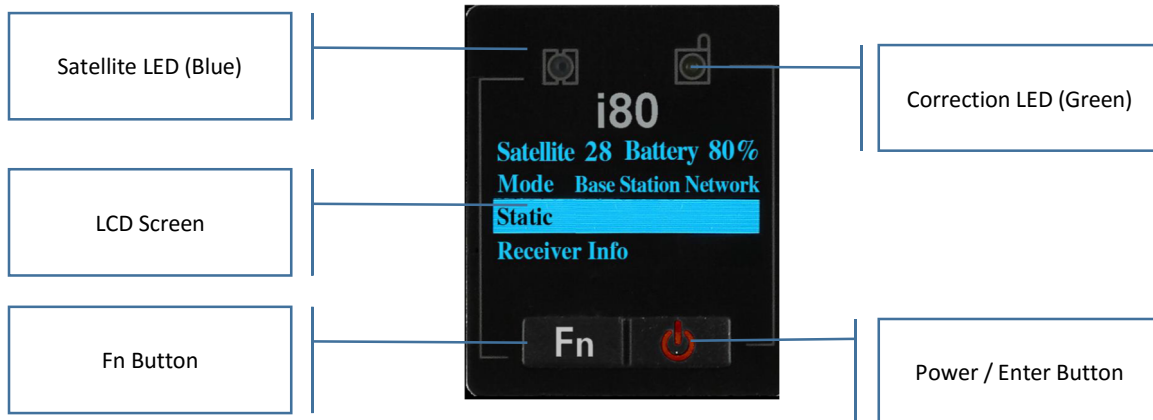 Satellite LED (Blue)
Correction LED (Green)
i80
Satellite 28 Battery 80%
Mode Base Station Network
Static
Receiver Info
LCD Screen
Fn
Fn Button
Power / Enter Button